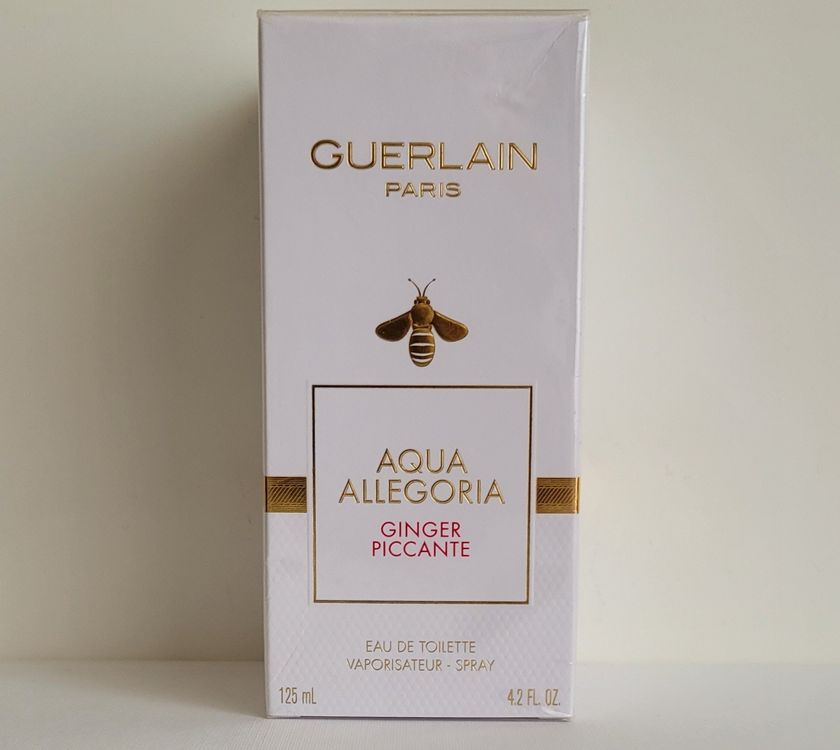 GUERLAIN
PARIS
AQUA
ALLEGORIA
GINGER
PICCANTE
EAU DE TOILETTE
VAPORISATEUR - SPRAY
125 mL 4.2 FL. OZ.